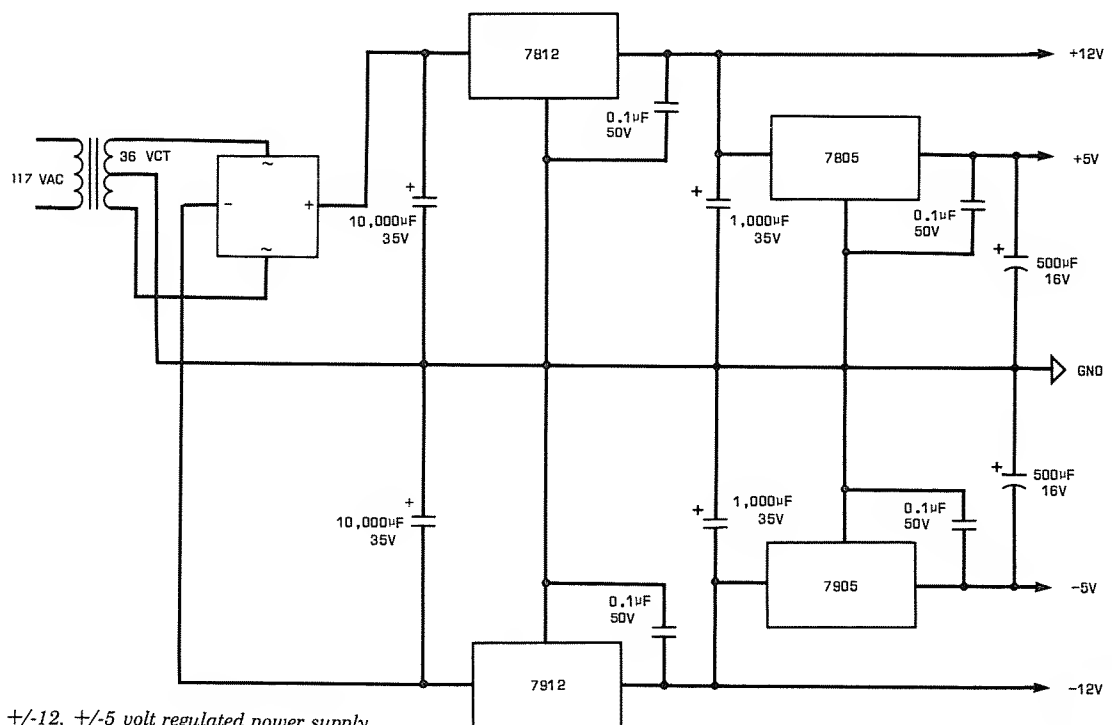 7812
+12V
0.1µF
50V
36 VCT
~
7805
+5V
117 VAC
-
+
+
10,000µF
35V
+
1,000µF
35V
0.1µF
50V
+
500µF
16V
~
GND
+
10,000µF
35V
+
1,000µF
35V
0.1µF
50V
+
500µF
16V
7905
-5V
0.1µF
50V
7912
-12V
+/-12, +/-5 volt regulated power supply